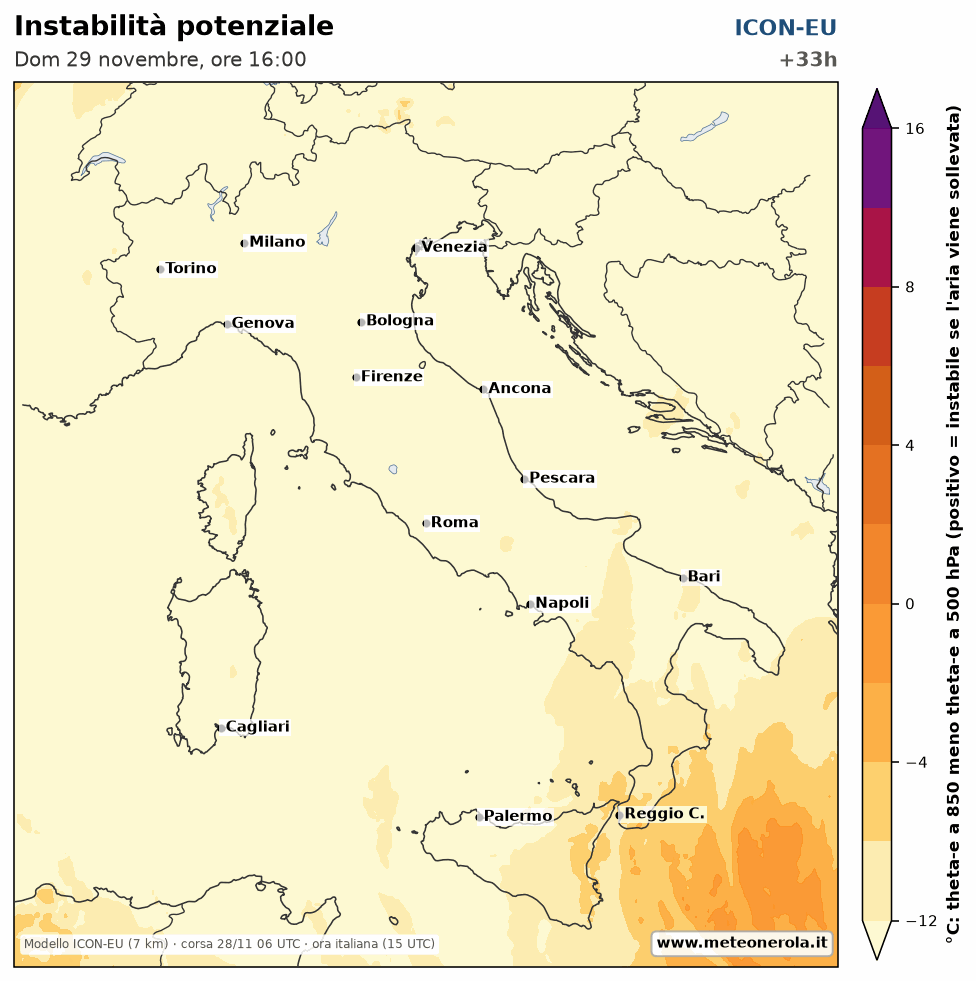 Instabilità potenziale
ICON-EU
Dom 29 novembre, ore 16:00
+33h
Milano
Venezia
Torino
Genova
Bologna
Firenze
Ancona
Pescara
Roma
Bari
Napoli
Cagliari
Palermo
Reggio C.
Modello ICON-EU (7 km) · corsa 28/11 06 UTC · ora italiana (15 UTC)
www.meteonerola.it
16
8
4
0
−4
−12
°C: theta-e a 850 meno theta-e a 500 hPa (positivo = instabile se l'aria viene sollevata)